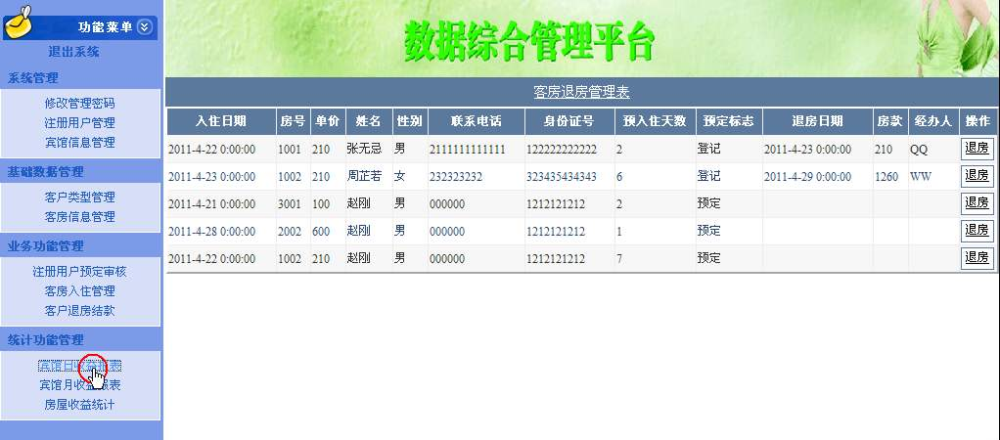 功能菜单
退出系统
系统管理
修改管理密码
注册用户管理
宾馆信息管理
基础数据管理
客户类型管理
客房信息管理
业务功能管理
注册用户预定审核
客房入住管理
客户退房结款
统计功能管理
宾馆日收益报表
宾馆月收益报表
房屋收益统计
数据综合管理平台
客房退房管理表
入住日期 房号 单价 姓名 性别 联系电话 身份证号 预入住天数 预定标志 退房日期 房款 经办人 操作
2011-4-22 0:00:00 1001 210 张无忌 男 2111111111111 122222222222 2 登记 2011-4-23 0:00:00 210 QQ 退房
2011-4-23 0:00:00 1002 210 周芷若 女 232323232 323435434343 6 登记 2011-4-29 0:00:00 1260 WW 退房
2011-4-21 0:00:00 3001 100 赵刚 男 000000 1212121212 2 预定 退房
2011-4-28 0:00:00 2002 600 赵刚 男 000000 1212121212 1 预定 退房
2011-4-22 0:00:00 1002 210 赵刚 男 000000 1212121212 7 预定 退房